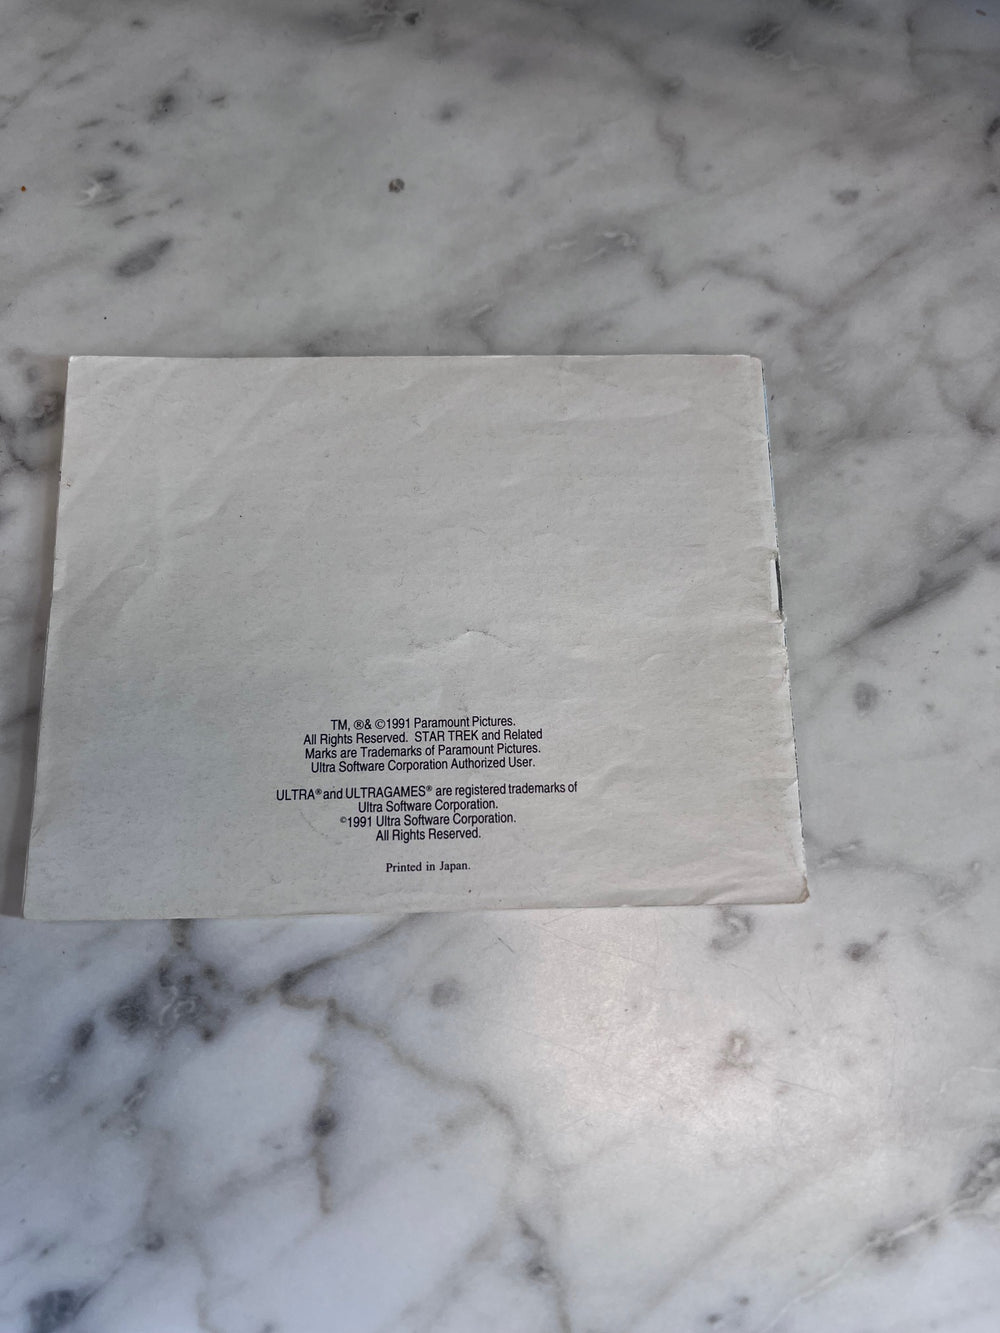 TM, ®& ©1991 Paramount Pictures.
All Rights Reserved. STAR TREK and Related
Marks are Trademarks of Paramount Pictures.
Ultra Software Corporation Authorized User.
ULTRA® and ULTRAGAMES® are registered trademarks of
Ultra Software Corporation.
©1991 Ultra Software Corporation.
All Rights Reserved.
Printed in Japan.